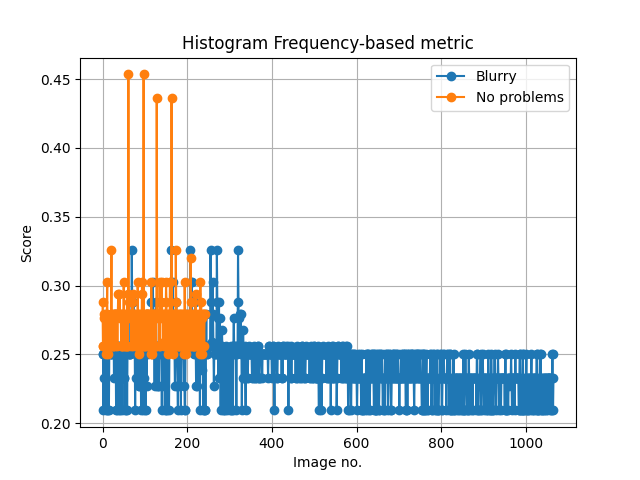 Histogram Frequency-based metric
Blurry
No problems
0.45
0.40
0.35
0.30
0.25
0.20
Score
0 200 400 600 800 1000
Image no.